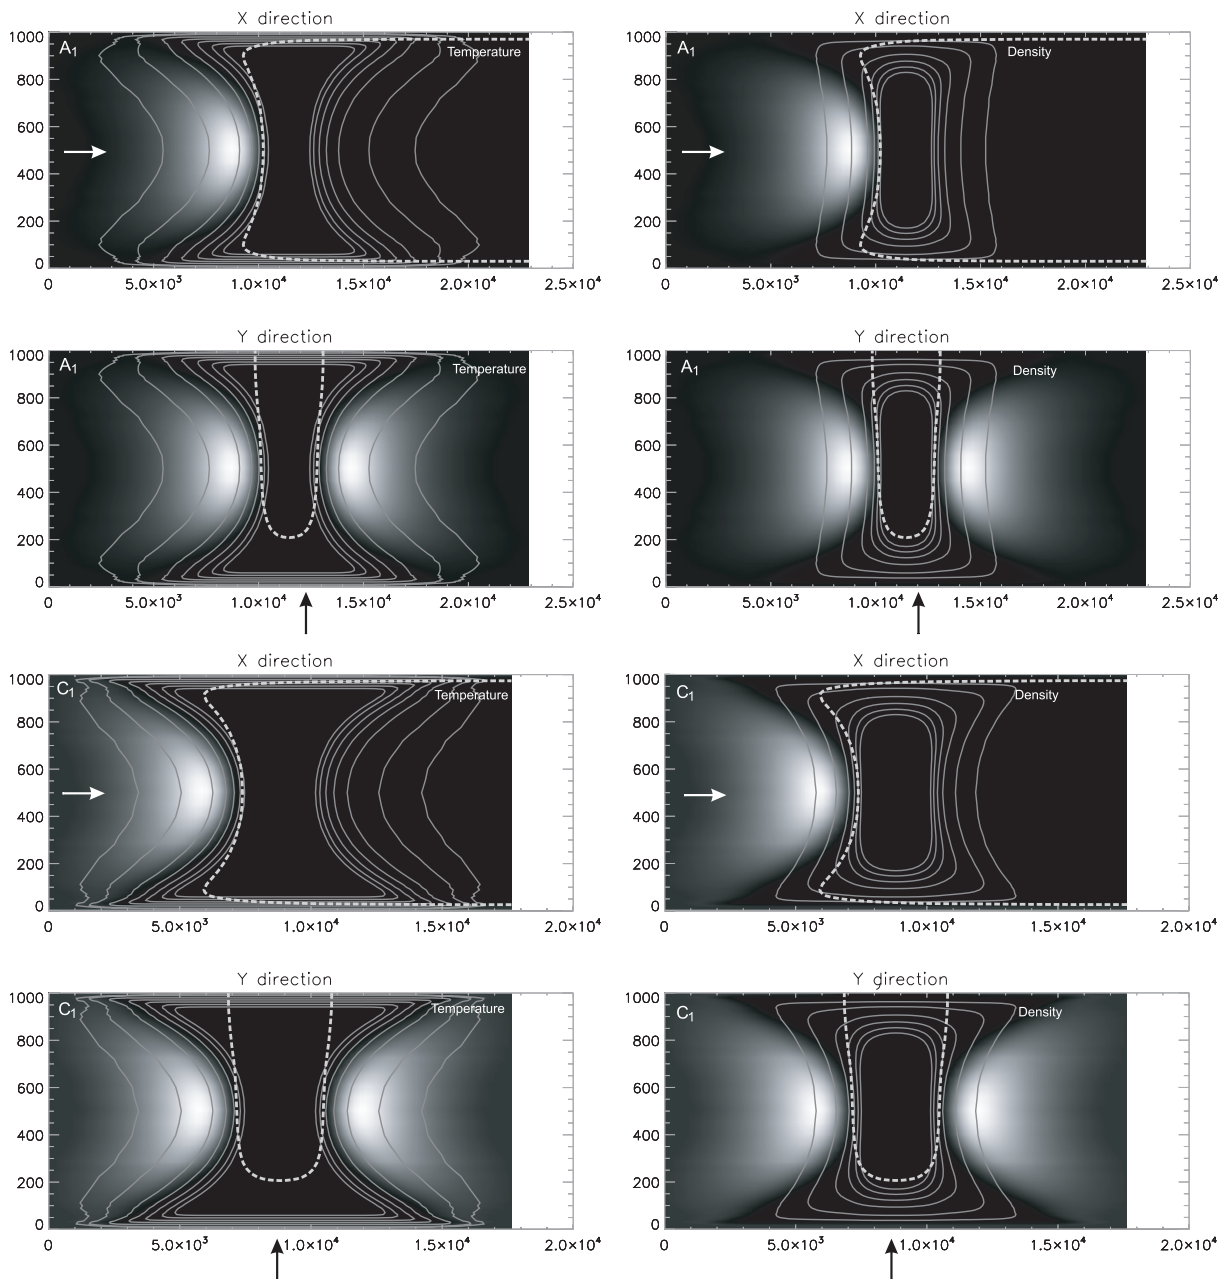 X direction X direction
1000 A1 Temperature A1 Density
800
600
400
200
0
0 5.0×10³ 1.0×10⁴ 1.5×10⁴ 2.0×10⁴ 2.5×10⁴ 0 5.0×10³ 1.0×10⁴ 1.5×10⁴ 2.0×10⁴ 2.5×10⁴
Y direction Y direction
1000 A1 Temperature 1000 A1 Density
800 800
600 600
400 400
200 200
0 0
0 5.0×10³ 1.0×10⁴ 1.5×10⁴ 2.0×10⁴ 2.5×10⁴ 0 5.0×10³ 1.0×10⁴ 1.5×10⁴ 2.0×10⁴ 2.5×10⁴
X direction X direction
1000 C1 Temperature 1000 C1 Density
800 800
600 600
400 400
200 200
0 0
0 5.0×10³ 1.0×10⁴ 1.5×10⁴ 2.0×10⁴ 0 5.0×10³ 1.0×10⁴ 1.5×10⁴ 2.0×10⁴
Y direction Y direction
1000 C1 Temperature 1000 C1 Density
800 800
600 600
400 400
200 200
0 0
0 5.0×10³ 1.0×10⁴ 1.5×10⁴ 2.0×10⁴ 0 5.0×10³ 1.0×10⁴ 1.5×10⁴ 2.0×10⁴